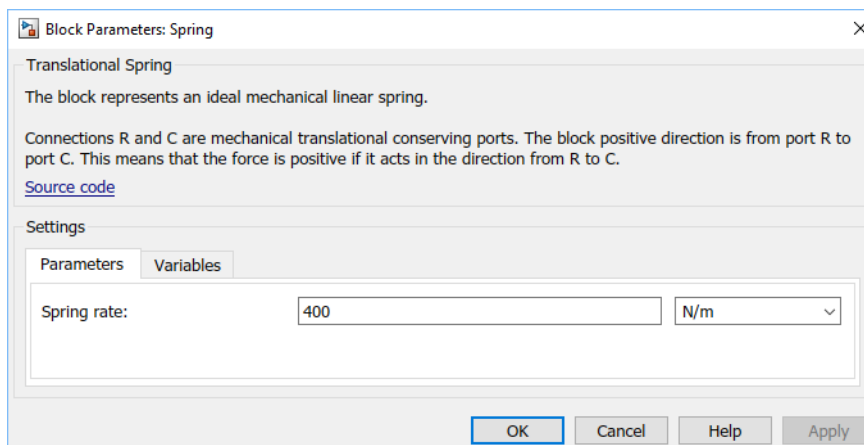 Block Parameters: Spring
Translational Spring
The block represents an ideal mechanical linear spring.
Connections R and C are mechanical translational conserving ports. The block positive direction is from port R to
port C. This means that the force is positive if it acts in the direction from R to C.
Source code
Settings
Parameters Variables
Spring rate: 400 N/m
OK Cancel Help Apply